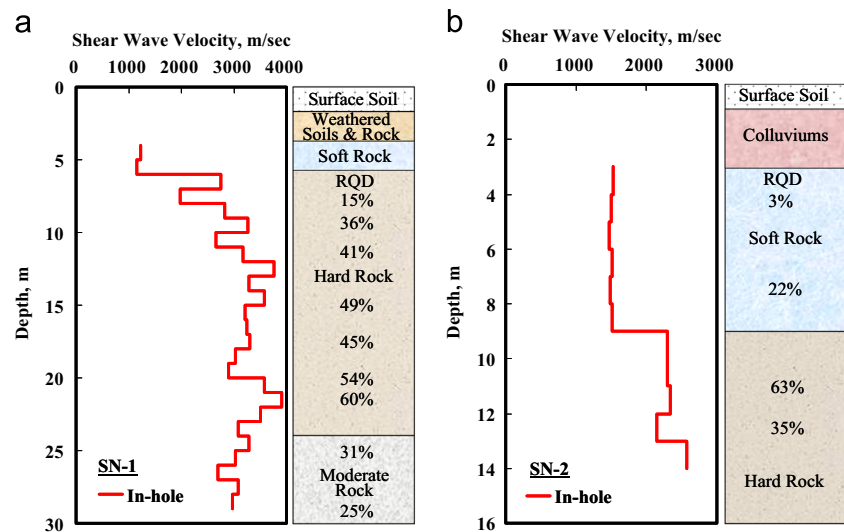 a
Shear Wave Velocity, m/sec
0 1000 2000 3000 4000
Depth, m
0
5
10
15
20
25
30
SN-1
In-hole
Surface Soil
Weathered
Soils & Rock
Soft Rock
RQD
15%
36%
41%
Hard Rock
49%
45%
54%
60%
31%
Moderate
Rock
25%
b
Shear Wave Velocity, m/sec
0 1000 2000 3000
Depth, m
0
2
4
6
8
10
12
14
16
SN-2
In-hole
Surface Soil
Colluviums
RQD
3%
Soft Rock
22%
63%
35%
Hard Rock